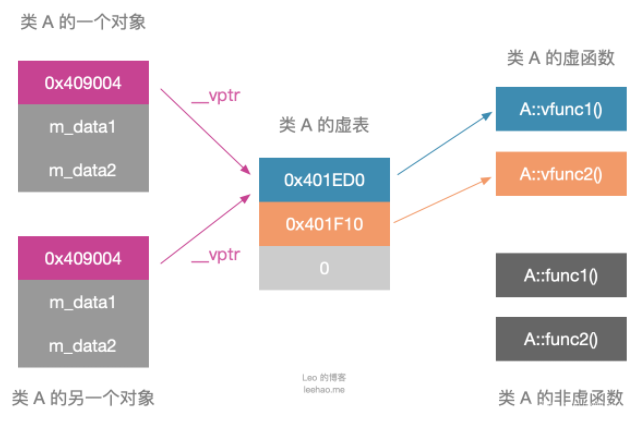 类 A 的一个对象
0x409004
m_data1
m_data2
__vptr
类 A 的虚表
0x401ED0
0x401F10
0
类 A 的虚函数
A::vfunc1()
A::vfunc2()
0x409004
m_data1
m_data2
__vptr
类 A 的另一个对象
A::func1()
A::func2()
类 A 的非虚函数
Leo 的博客
leehao.me